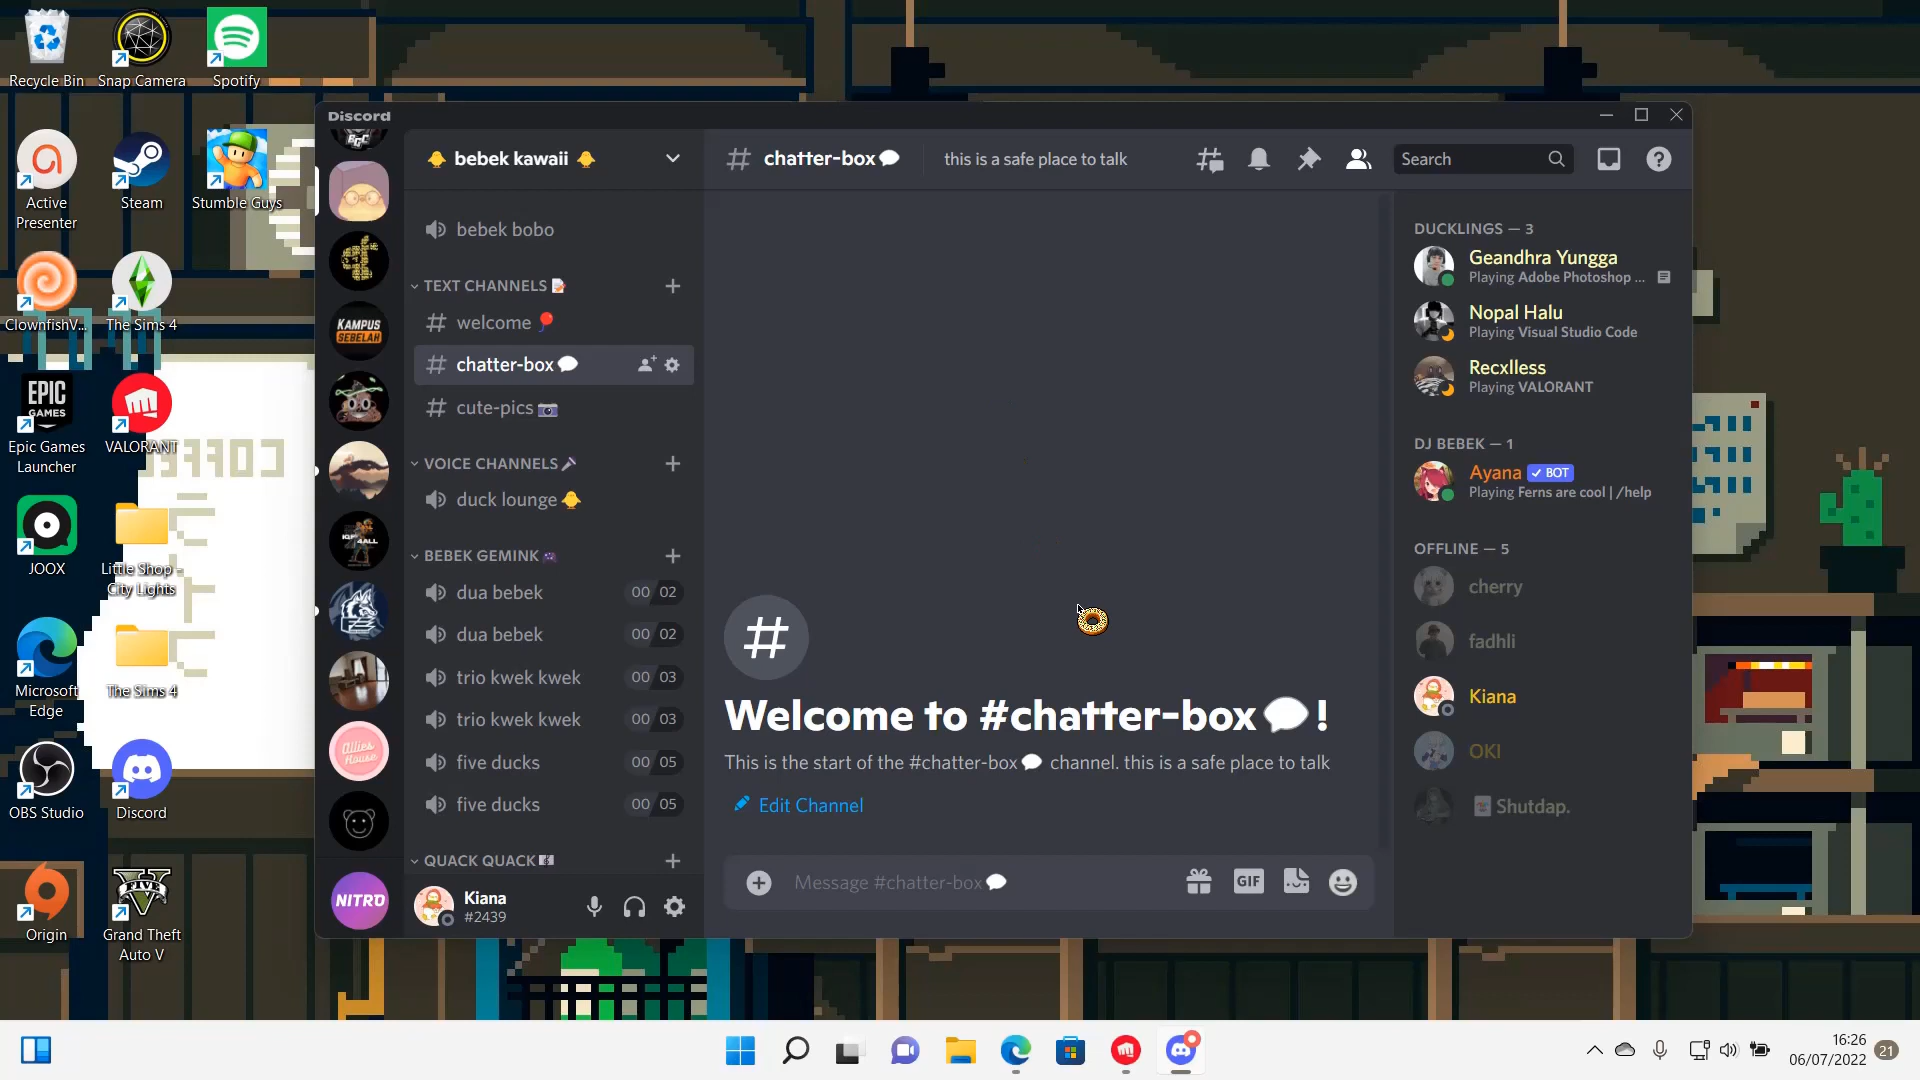 Recycle Bin
Snap Camera
Spotify
Active
Presenter
Steam
Stumble Guys
ClownfishV...
The Sims 4
EPIC
GAMES
Epic Games
Launcher
VALORANT
JOOX
Little Shop -
City Lights
Microsoft
Edge
The Sims 4
OBS Studio
Discord
Origin
FIVE
Grand Theft
Auto V
Discord
BGC
KAMPUS
SEBELAH
Allies
House
NITRO
🐥 bebek kawaii 🐥
bebek bobo
TEXT CHANNELS 📝
welcome 🎈
chatter-box 💬
cute-pics 📷
VOICE CHANNELS 🎤
duck lounge 🐥
BEBEK GEMINK 🎮
dua bebek 00 02
dua bebek 00 02
trio kwek kwek 00 03
trio kwek kwek 00 03
five ducks 00 05
five ducks 00 05
QUACK QUACK
Kiana
#2439
# chatter-box 💬 this is a safe place to talk
Search
Welcome to #chatter-box 💬 !
This is the start of the #chatter-box 💬 channel. this is a safe place to talk
Edit Channel
Message #chatter-box 💬
GIF
DUCKLINGS — 3
Geandhra Yungga
Playing Adobe Photoshop ...
Nopal Halu
Playing Visual Studio Code
Recxlless
Playing VALORANT
DJ BEBEK — 1
Ayana ✓ BOT
Playing Ferns are cool | /help
OFFLINE — 5
cherry
fadhli
Kiana
OKI
Shutdap.
16:26
06/07/2022
21